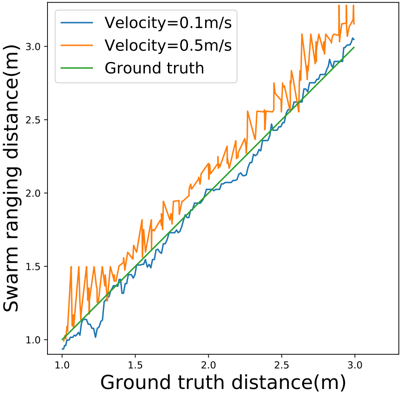 Velocity=0.1m/s
Velocity=0.5m/s
Ground truth
Swarm ranging distance(m)
3.0
2.5
2.0
1.5
1.0
1.0 1.5 2.0 2.5 3.0
Ground truth distance(m)